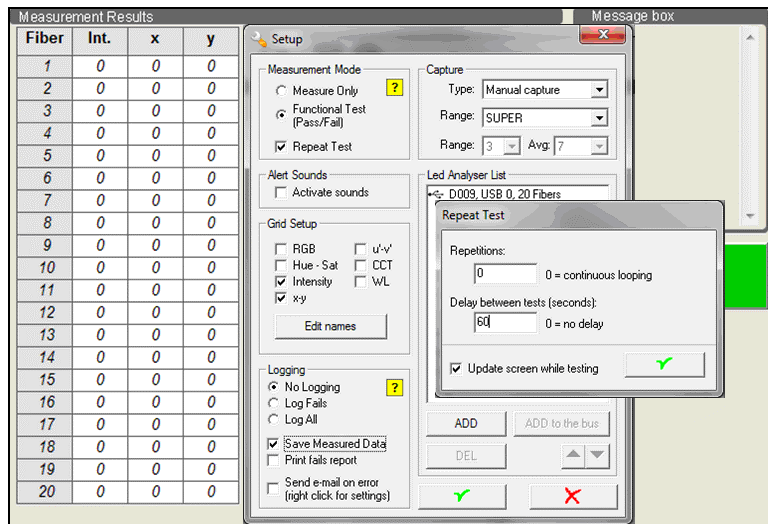 Measurement Results
Message box
Fiber Int. x y
1 0 0 0
2 0 0 0
3 0 0 0
4 0 0 0
5 0 0 0
6 0 0 0
7 0 0 0
8 0 0 0
9 0 0 0
10 0 0 0
11 0 0 0
12 0 0 0
13 0 0 0
14 0 0 0
15 0 0 0
16 0 0 0
17 0 0 0
18 0 0 0
19 0 0 0
20 0 0 0
Setup
Measurement Mode
Measure Only
?
Functional Test
(Pass/Fail)
Repeat Test
Alert Sounds
Activate sounds
Grid Setup
RGB u'-v'
Hue - Sat CCT
Intensity WL
x-y
Edit names
Logging
No Logging
?
Log Fails
Log All
Save Measured Data
Print fails report
Send e-mail on error
(right click for settings)
Capture
Type: Manual capture
Range: SUPER
Range: 3 Avg: 7
Led Analyser List
D009, USB 0, 20 Fibers
ADD ADD to the bus
DEL
Repeat Test
Repetitions:
0 0 = continuous looping
Delay between tests (seconds):
60 0 = no delay
Update screen while testing